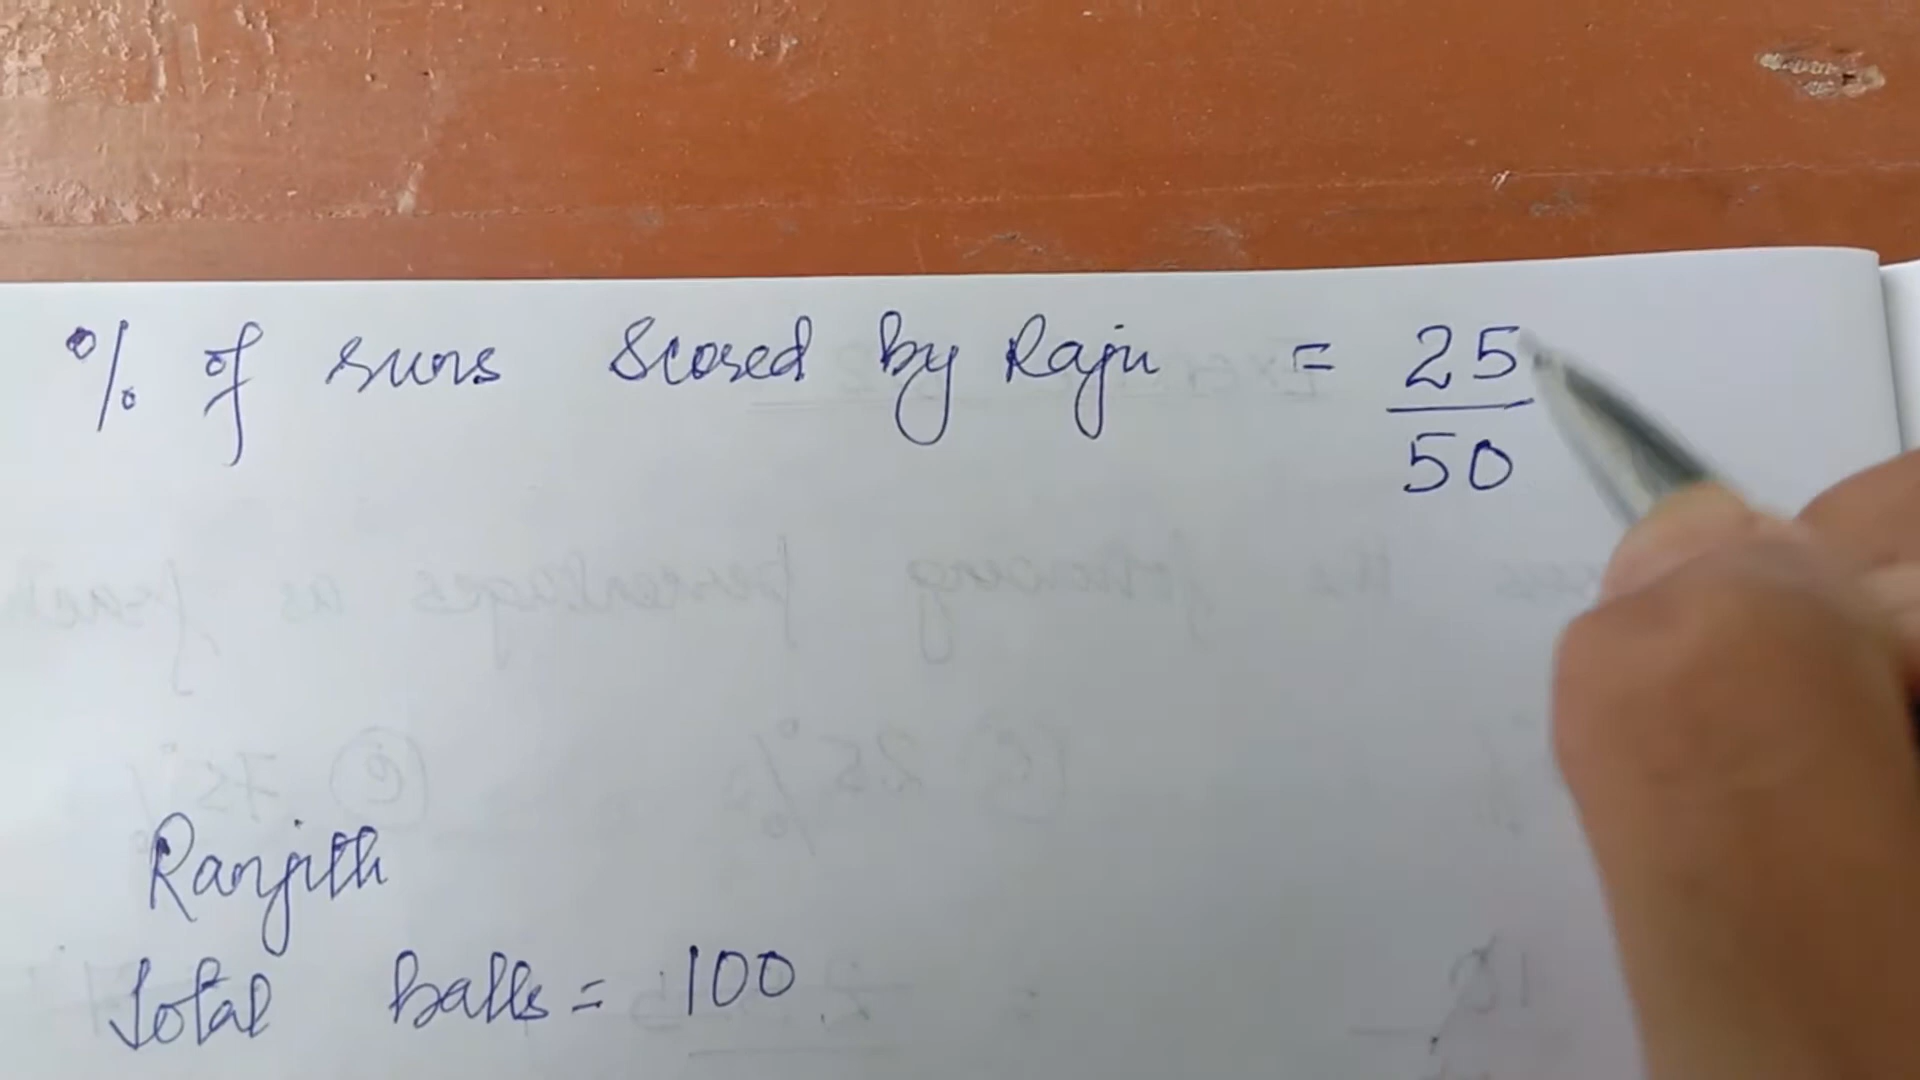 % of runs Scored by Raju = 25
50
Ranjith
Total balls = 100